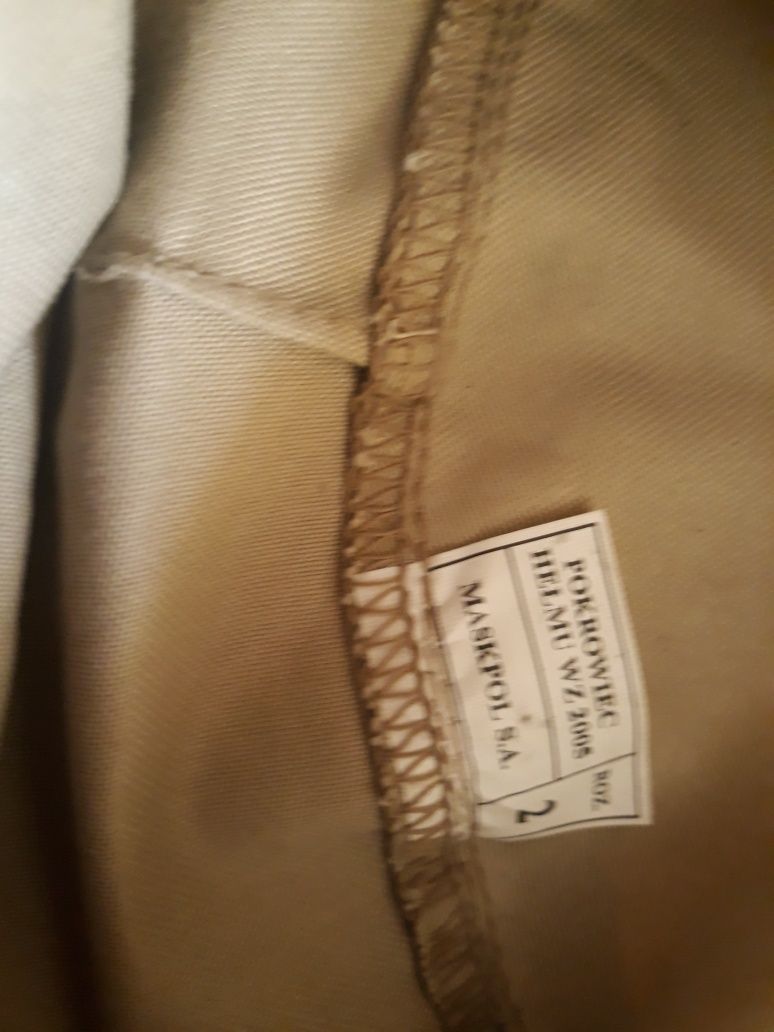 POKROWIEC
HEŁMU WZ 2005
ROZ.
MASKPOL S.A.
2